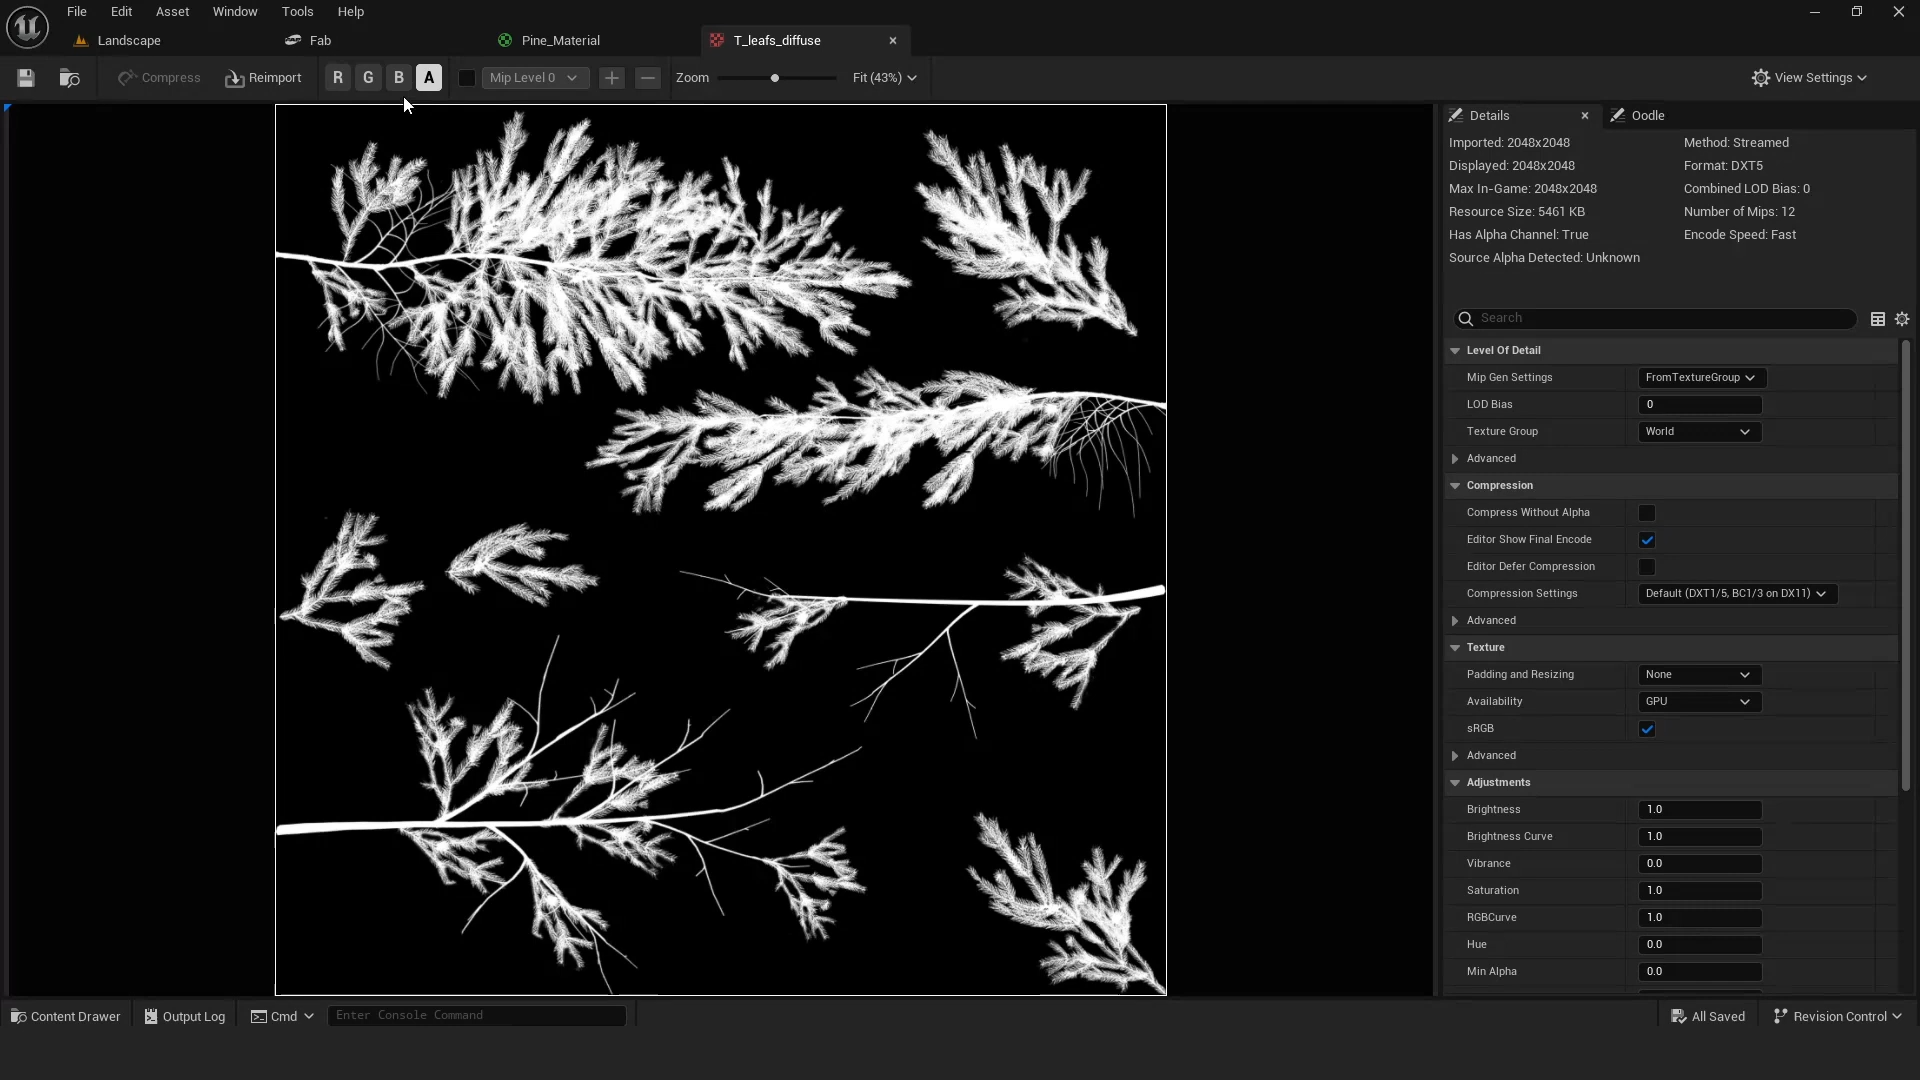 File Edit Asset Window Tools Help
Landscape Fab Pine_Material T_leafs_diffuse
Compress Reimport R G B A Mip Level 0 Zoom Fit (43%) View Settings
Details Oodle
Imported: 2048x2048 Method: Streamed
Displayed: 2048x2048 Format: DXT5
Max In-Game: 2048x2048 Combined LOD Bias: 0
Resource Size: 5461 KB Number of Mips: 12
Has Alpha Channel: True Encode Speed: Fast
Source Alpha Detected: Unknown
Search
Level Of Detail
Mip Gen Settings FromTextureGroup
LOD Bias 0
Texture Group World
Advanced
Compression
Compress Without Alpha
Editor Show Final Encode
Editor Defer Compression
Compression Settings Default (DXT1/5, BC1/3 on DX11)
Advanced
Texture
Padding and Resizing None
Availability GPU
sRGB
Advanced
Adjustments
Brightness 1.0
Brightness Curve 1.0
Vibrance 0.0
Saturation 1.0
RGBCurve 1.0
Hue 0.0
Min Alpha 0.0
Content Drawer Output Log Cmd Enter Console Command All Saved Revision Control